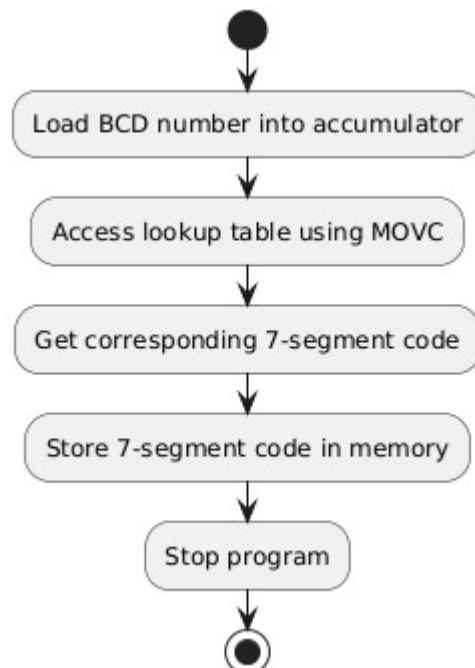 Load BCD number into accumulator
Access lookup table using MOVC
Get corresponding 7-segment code
Store 7-segment code in memory
Stop program